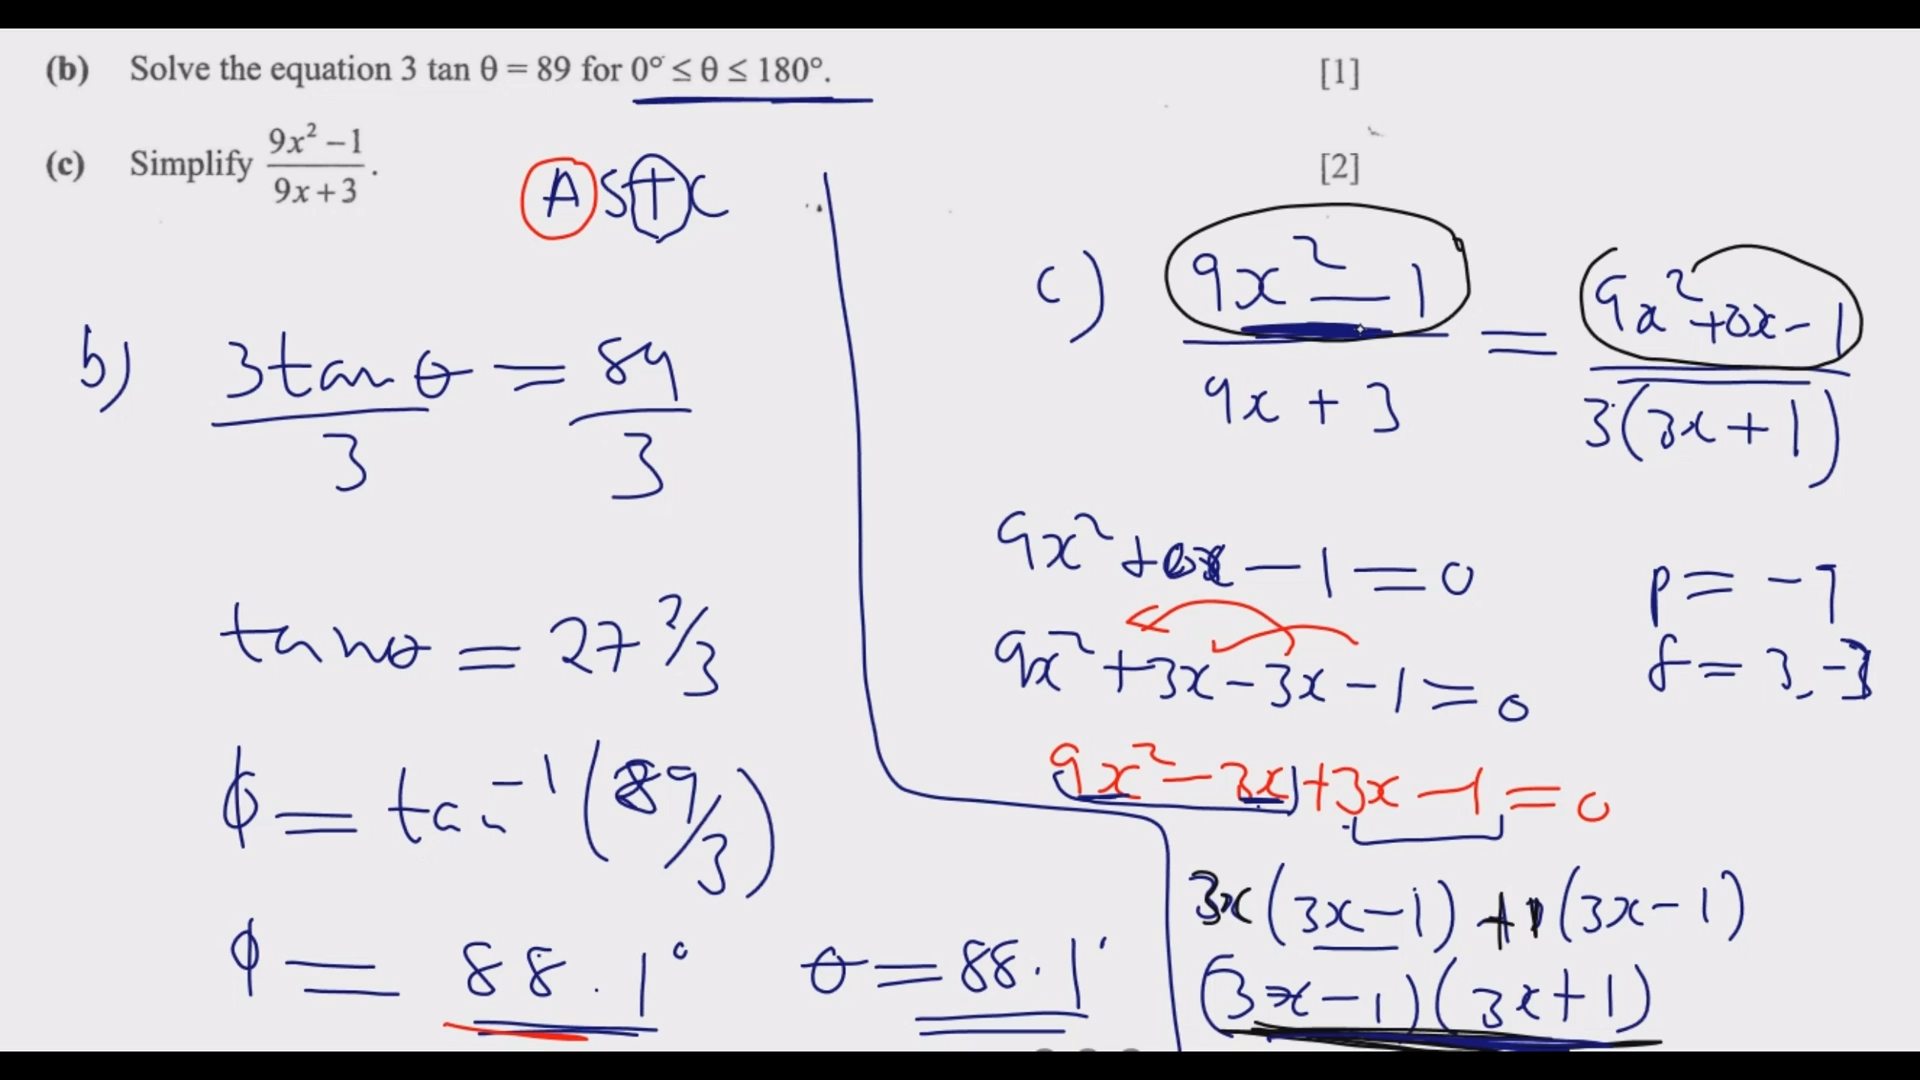 (b) Solve the equation 3 tan θ = 89 for 0° ≤ θ ≤ 180°. [1]
(c) Simplify (9x² − 1)/(9x + 3). [2]
A S T C
b) 3tanθ/3 = 89/3
tanθ = 27 2/3
ϕ = tan⁻¹(89/3)
ϕ = 88.1°
θ = 88.1°
c) (9x² − 1)/(9x + 3) = (9x² + 0x − 1)/(3(3x + 1))
9x² + 0x − 1 = 0
p = −9
f = 3, −3
9x² + 3x − 3x − 1 = 0
9x² − 3x + 3x − 1 = 0
3x(3x − 1) + 1(3x − 1)
(3x − 1)(3x + 1)